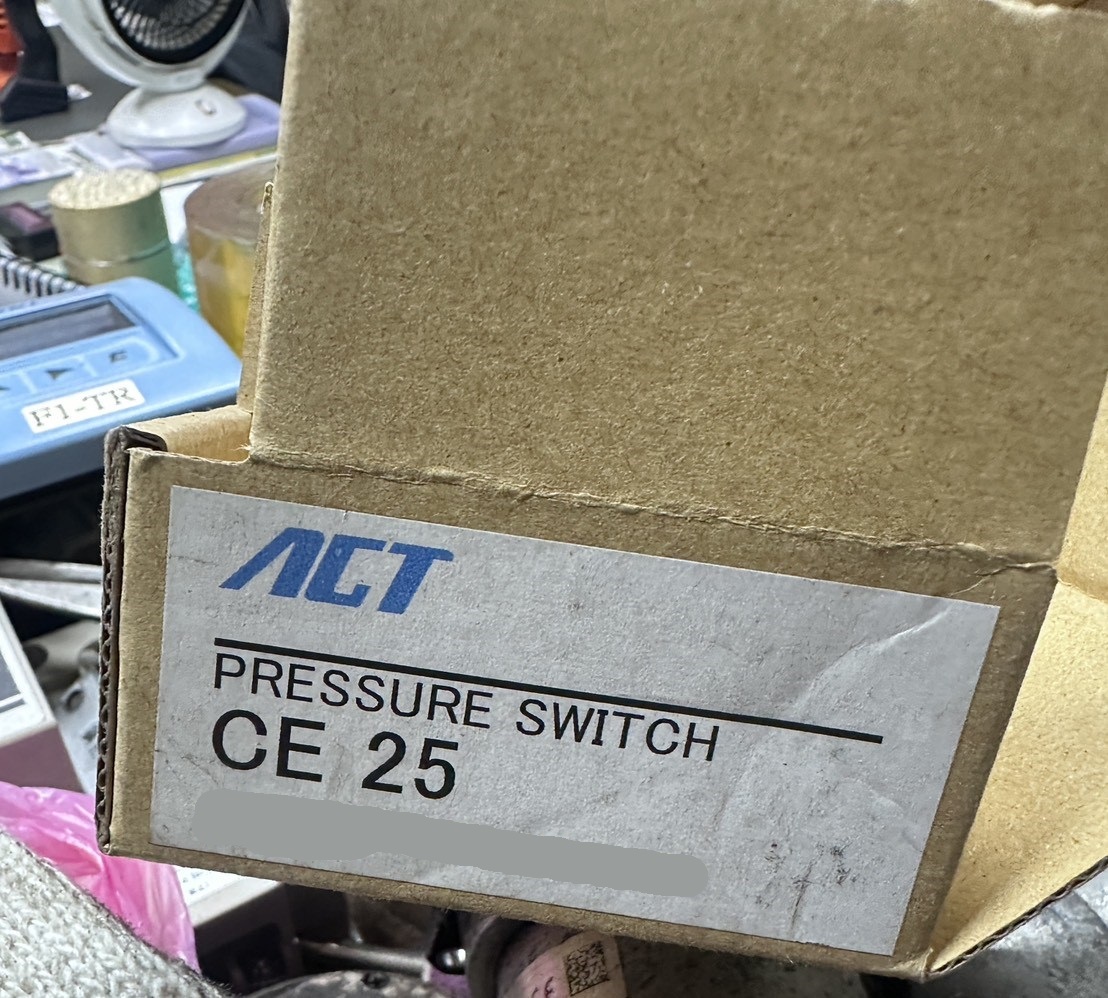 F1-TR
ACT
PRESSURE SWITCH
CE 25